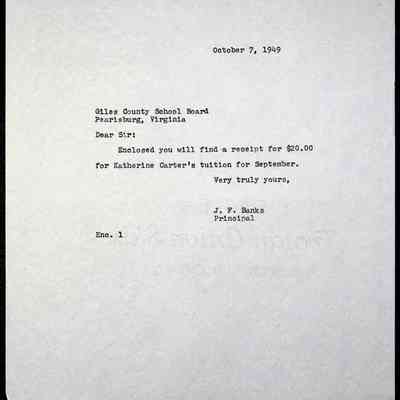 October 7, 1949
Giles County School Board
Pearisburg, Virginia
Dear Sir:
Enclosed you will find a receipt for $20.00
for Katherine Carter's tuition for September.
Very truly yours,
J. F. Banks
Principal
Enc. 1